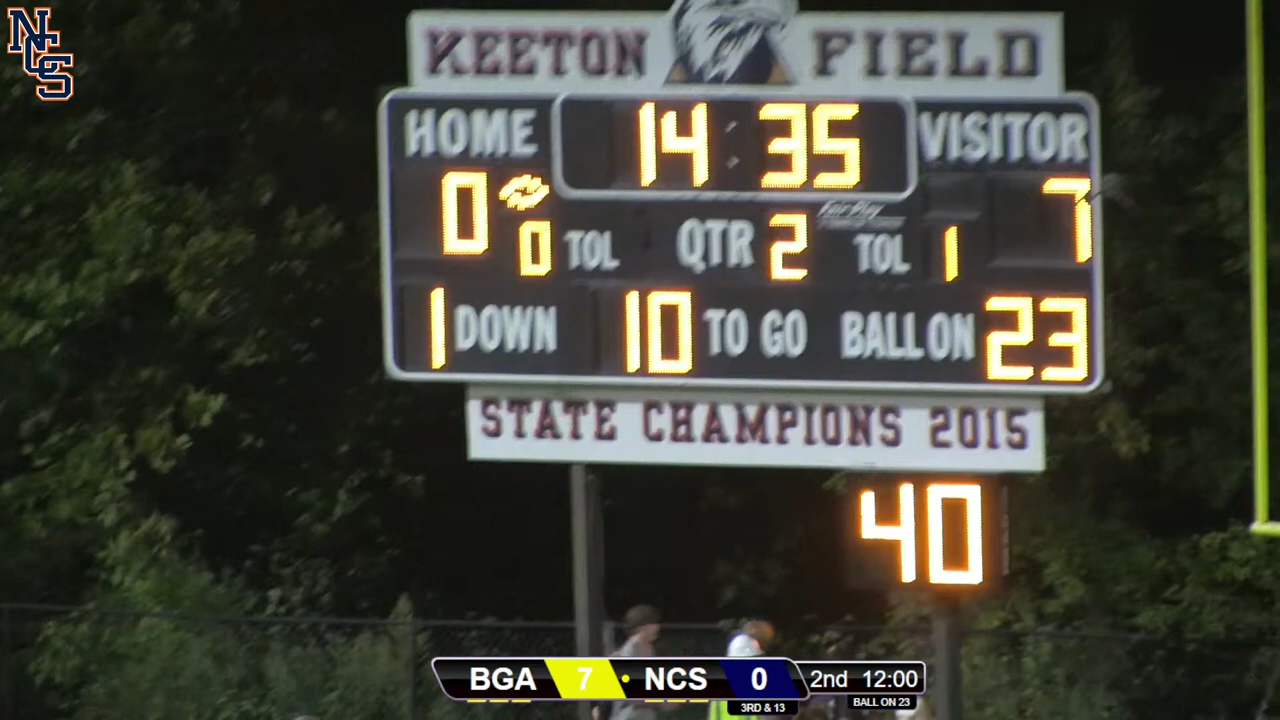 NCS
KEETON FIELD
HOME 14:35 VISITOR
0 7
0 TOL QTR 2 TOL 1
1 DOWN 10 TO GO BALL ON 23
STATE CHAMPIONS 2015
40
BGA 7 NCS 0 2nd 12:00
3RD & 13 BALL ON 23